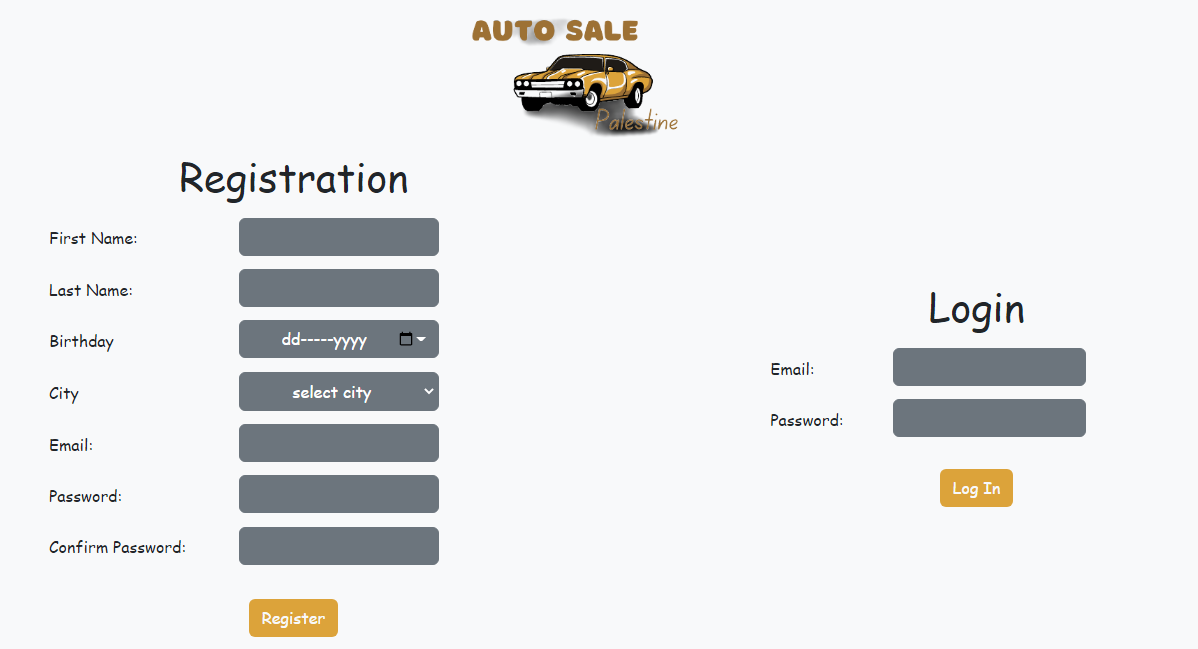 AUTO SALE
Palestine
Registration
First Name:
Last Name:
Birthday
dd-----yyyy
City
select city
Email:
Password:
Confirm Password:
Register
Login
Email:
Password:
Log In